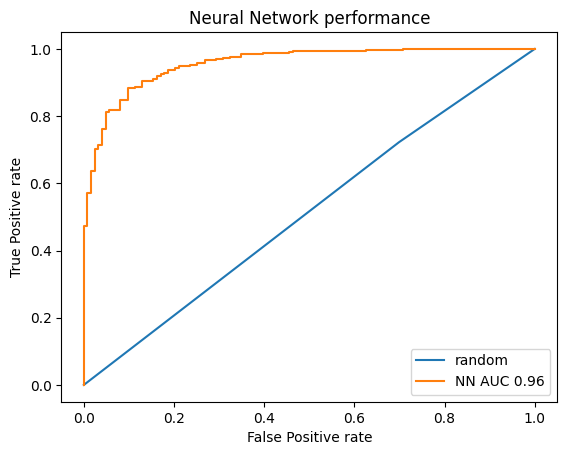 Neural Network performance
1.0
0.8
0.6
0.4
0.2
0.0
True Positive rate
random
NN AUC 0.96
0.0 0.2 0.4 0.6 0.8 1.0
False Positive rate